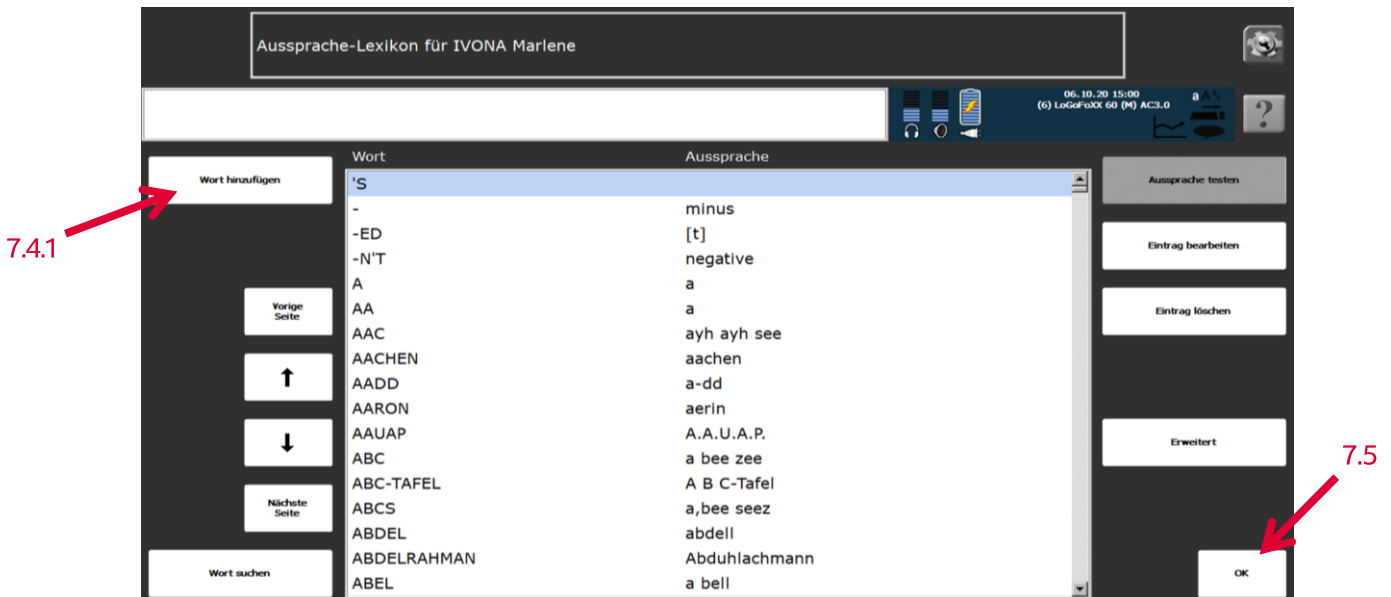 Aussprache-Lexikon für IVONA Marlene
06.10.20 15:00
(6) LoGoFoXX 60 (M) AC3.0
a A
?
Wort Aussprache
Wort hinzufügen
'S
Aussprache testen
7.4.1
- minus
-ED [t]
Eintrag bearbeiten
-N'T negative
A a
Vorige
Seite
AA a
Eintrag löschen
AAC ayh ayh see
AACHEN aachen
↑
AADD a-dd
AARON aerin
AAUAP A.A.U.A.P.
↓
Erweitert
ABC a bee zee
7.5
ABC-TAFEL A B C-Tafel
Nächste
Seite
ABCS a,bee seez
ABDEL abdell
ABDELRAHMAN Abduhlachmann
Wort suchen
OK
ABEL a bell